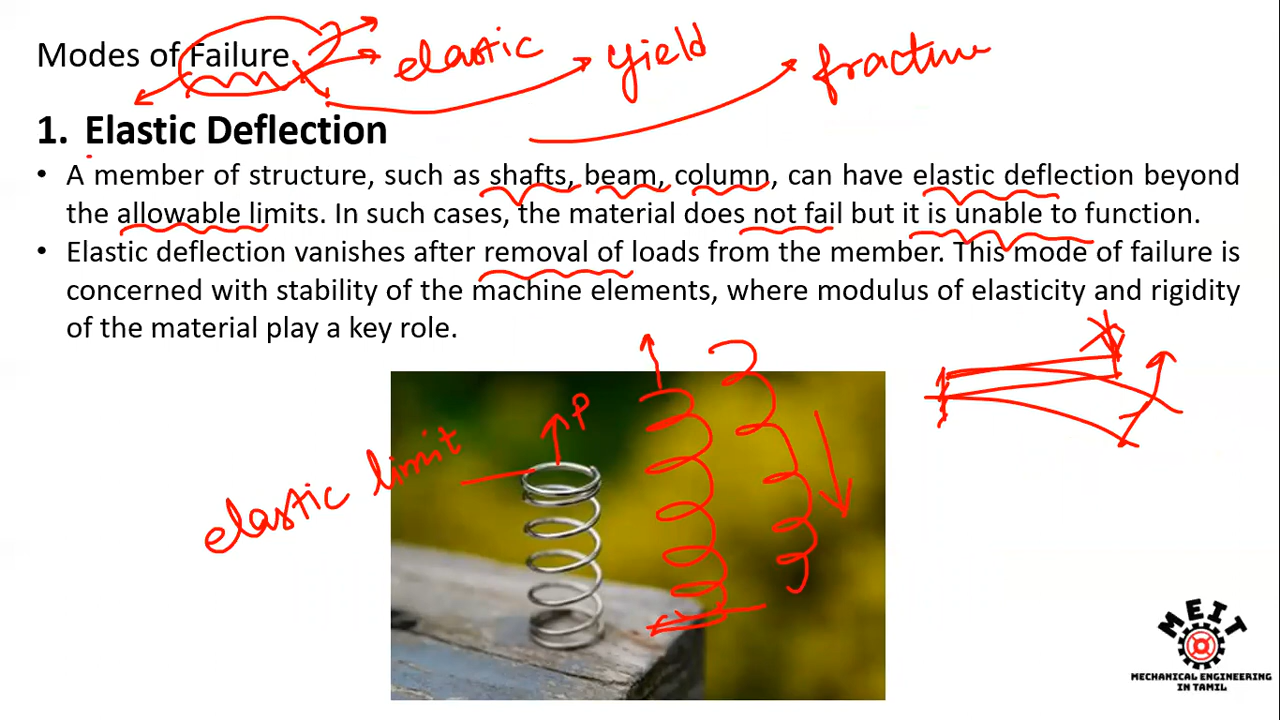 Modes of Failure
elastic
yield
fracture
1. Elastic Deflection
• A member of structure, such as shafts, beam, column, can have elastic deflection beyond
the allowable limits. In such cases, the material does not fail but it is unable to function.
• Elastic deflection vanishes after removal of loads from the member. This mode of failure is
concerned with stability of the machine elements, where modulus of elasticity and rigidity
of the material play a key role.
P
elastic limit
MEIT
MECHANICAL ENGINEERING
IN TAMIL